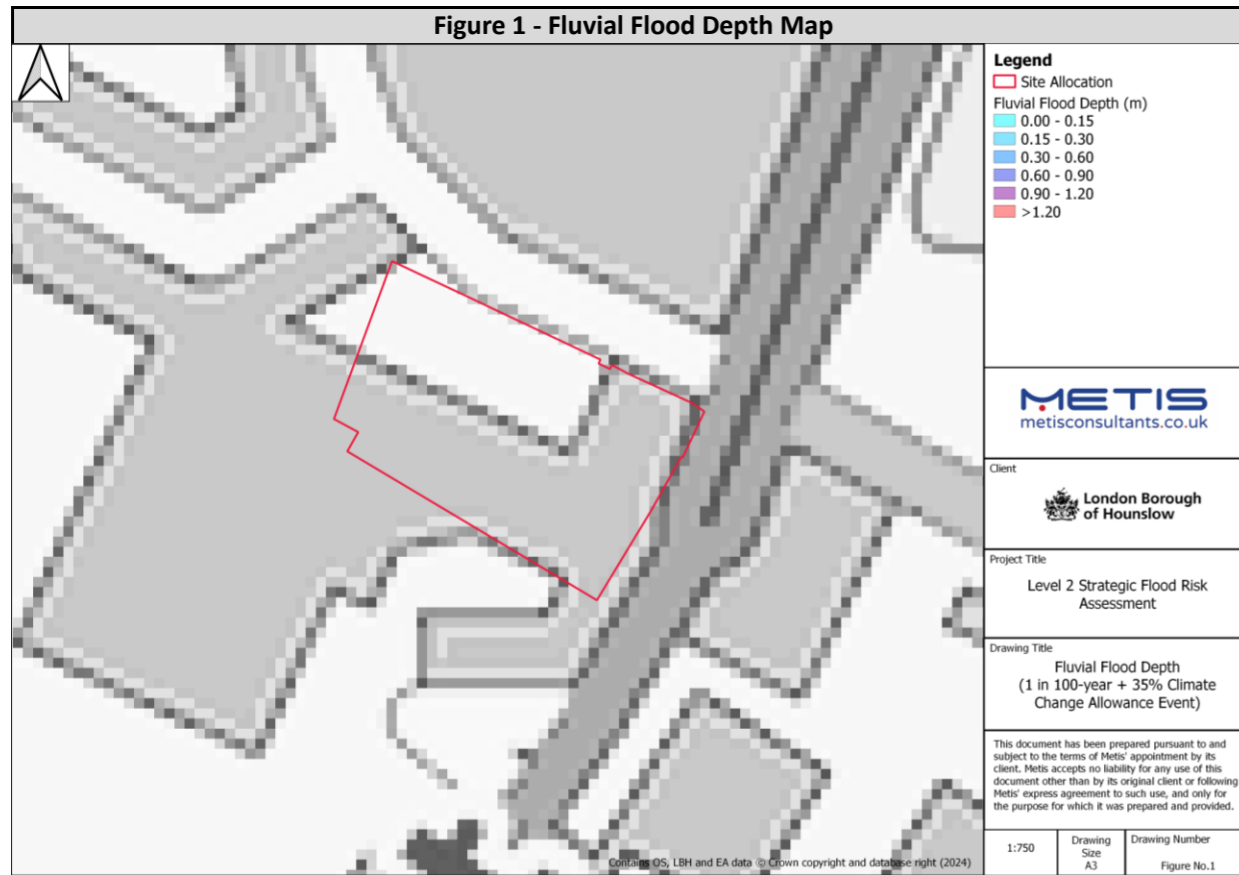 Figure 1 - Fluvial Flood Depth Map
Legend
Site Allocation
Fluvial Flood Depth (m)
0.00 - 0.15
0.15 - 0.30
0.30 - 0.60
0.60 - 0.90
0.90 - 1.20
>1.20
METIS
metisconsultants.co.uk
Client
London Borough
of Hounslow
Project Title
Level 2 Strategic Flood Risk
Assessment
Drawing Title
Fluvial Flood Depth
(1 in 100-year + 35% Climate
Change Allowance Event)
This document has been prepared pursuant to and
subject to the terms of Metis' appointment by its
client. Metis accepts no liability for any use of this
document other than by its original client or following
Metis' express agreement to such use, and only for
the purpose for which it was prepared and provided.
1:750
Drawing
Size
A3
Drawing Number
Figure No.1
Contains OS, LBH and EA data © Crown copyright and database right (2024)